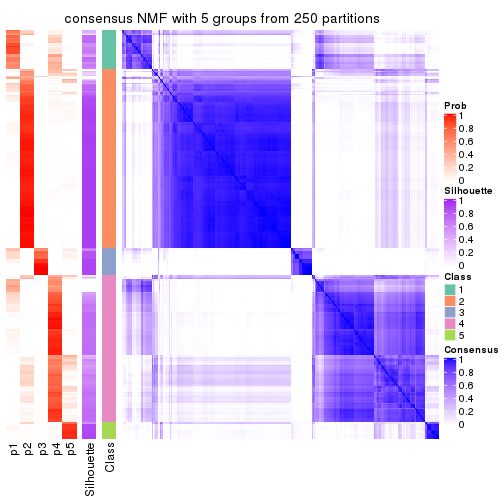 consensus NMF with 5 groups from 250 partitions
Prob
1
0.8
0.6
0.4
0.2
0
Silhouette
1
0.8
0.6
0.4
0.2
0
Class
1
2
3
4
5
Consensus
1
0.8
0.6
0.4
0.2
0
p1
p2
p3
p4
p5
Silhouette
Class